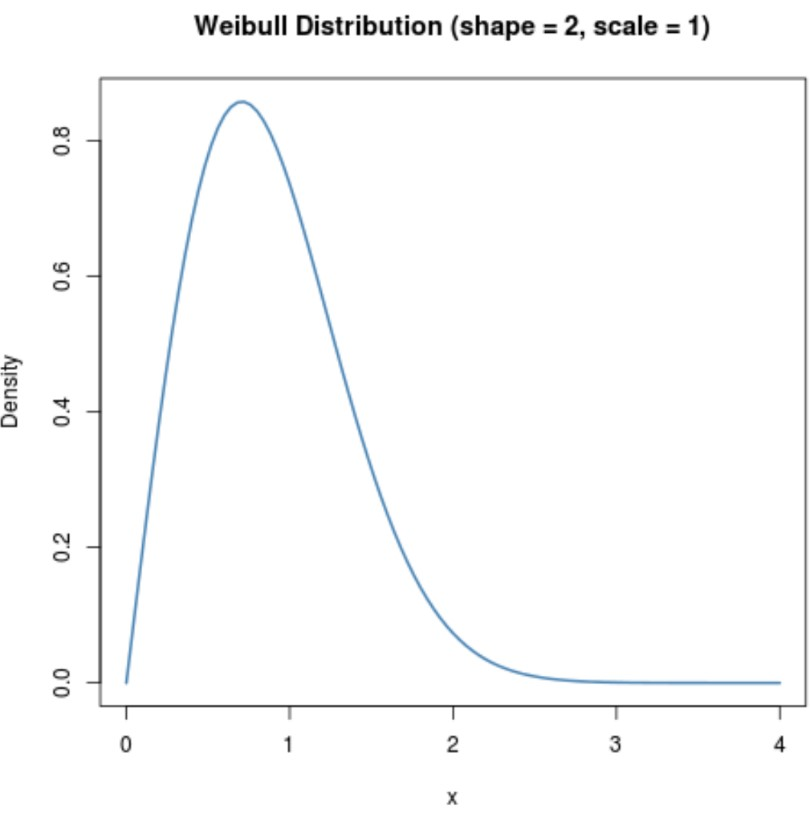 Weibull Distribution (shape = 2, scale = 1)
Density
0.8
0.6
0.4
0.2
0.0
0 1 2 3 4
x